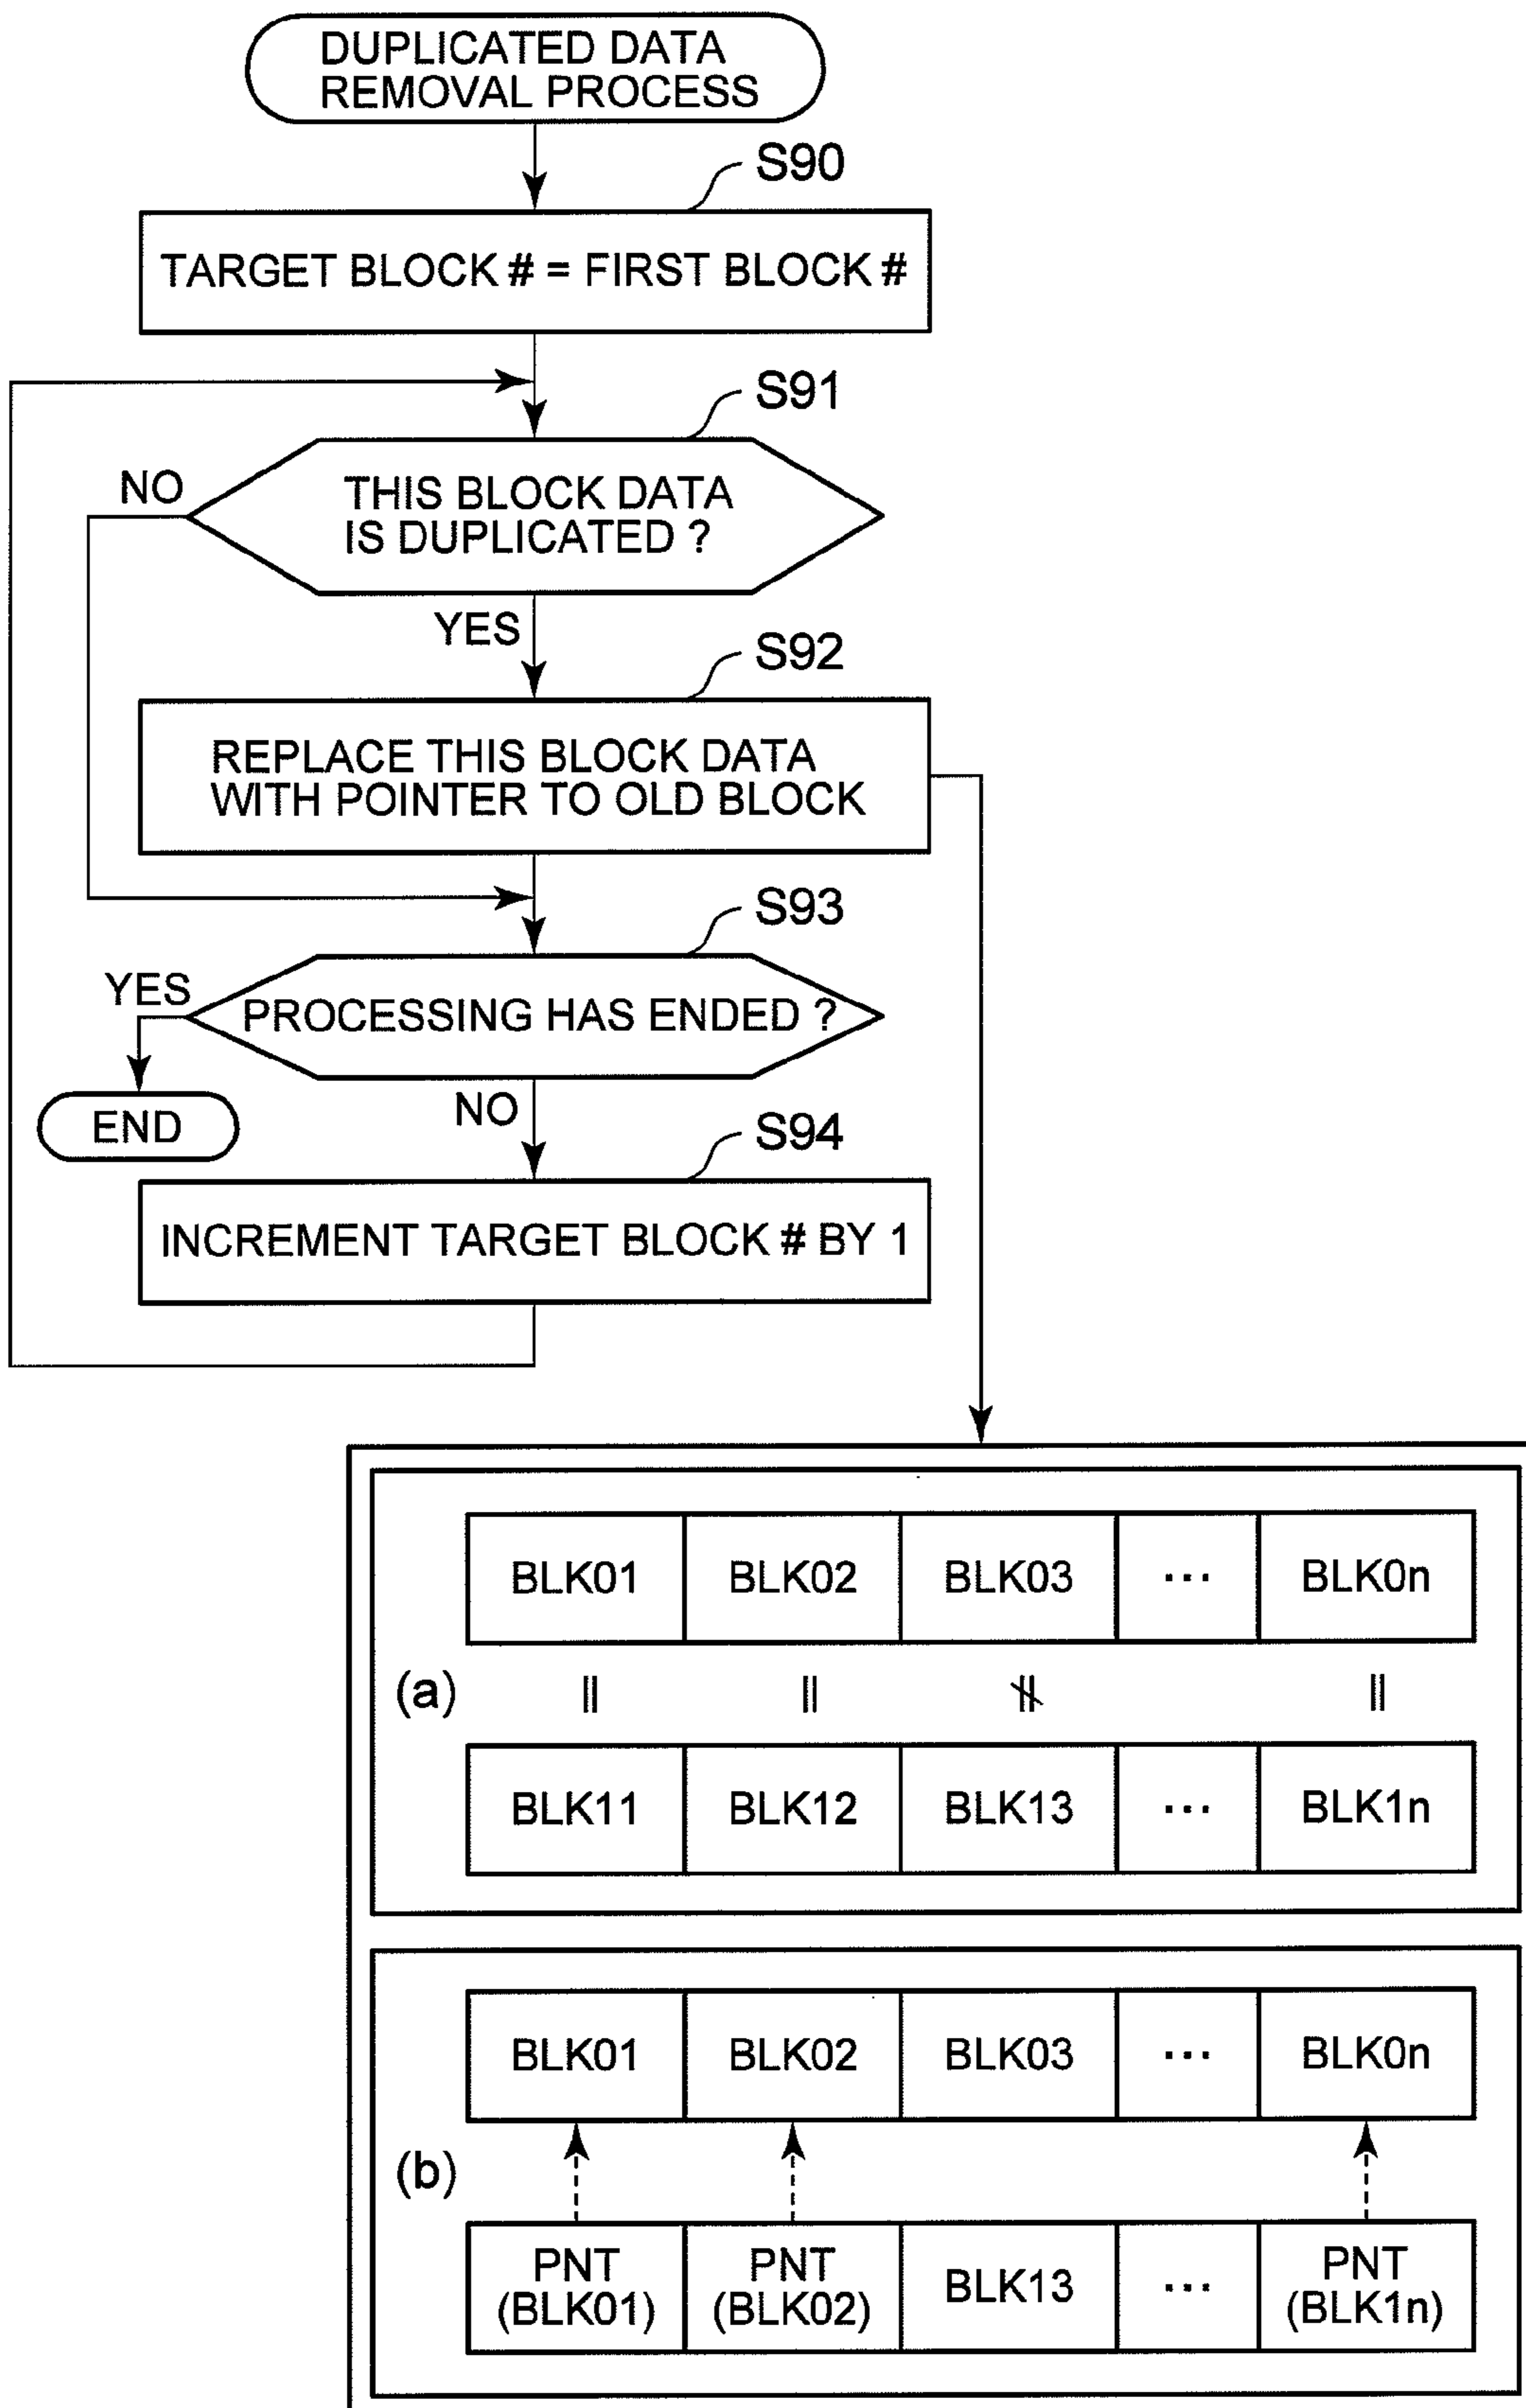 DUPLICATED DATA
REMOVAL PROCESS
S90
TARGET BLOCK # = FIRST BLOCK #
S91
NO
THIS BLOCK DATA
IS DUPLICATED ?
YES
S92
REPLACE THIS BLOCK DATA
WITH POINTER TO OLD BLOCK
S93
YES
PROCESSING HAS ENDED ?
END
NO
S94
INCREMENT TARGET BLOCK # BY 1
BLK01 BLK02 BLK03 ... BLK0n
(a) = = ≠ =
BLK11 BLK12 BLK13 ... BLK1n
BLK01 BLK02 BLK03 ... BLK0n
(b)
PNT PNT BLK13 ... PNT
(BLK01) (BLK02) (BLK1n)